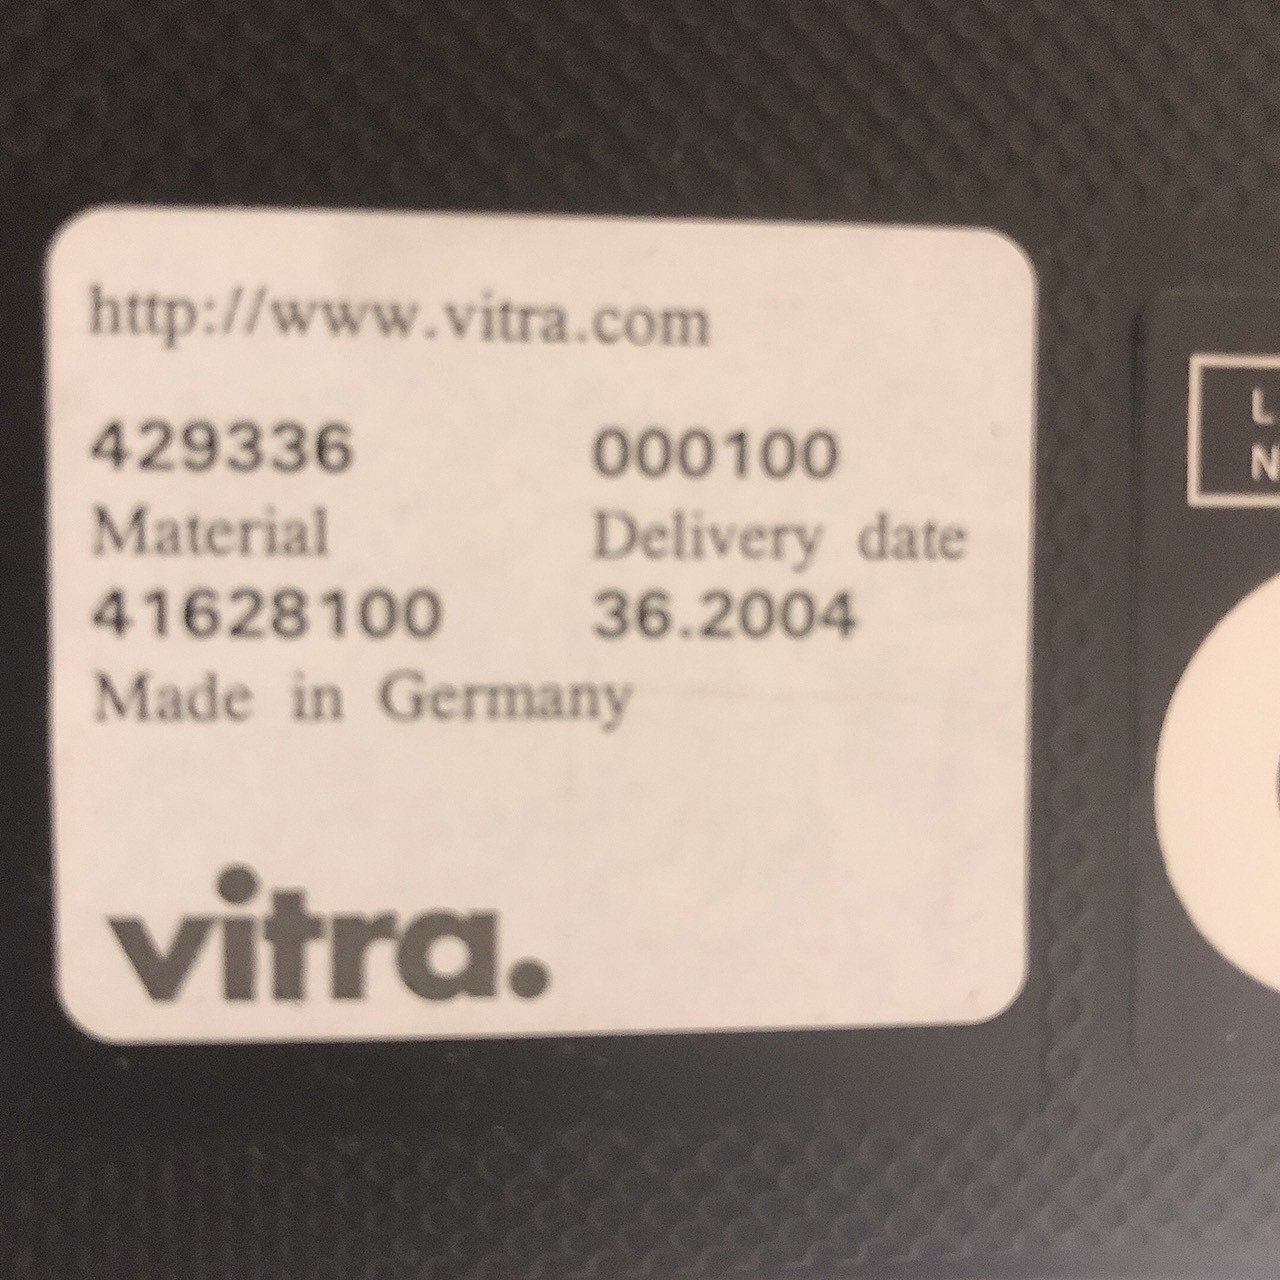 http://www.vitra.com
429336 000100
Material Delivery date
41628100 36.2004
Made in Germany
vitra.
L
N